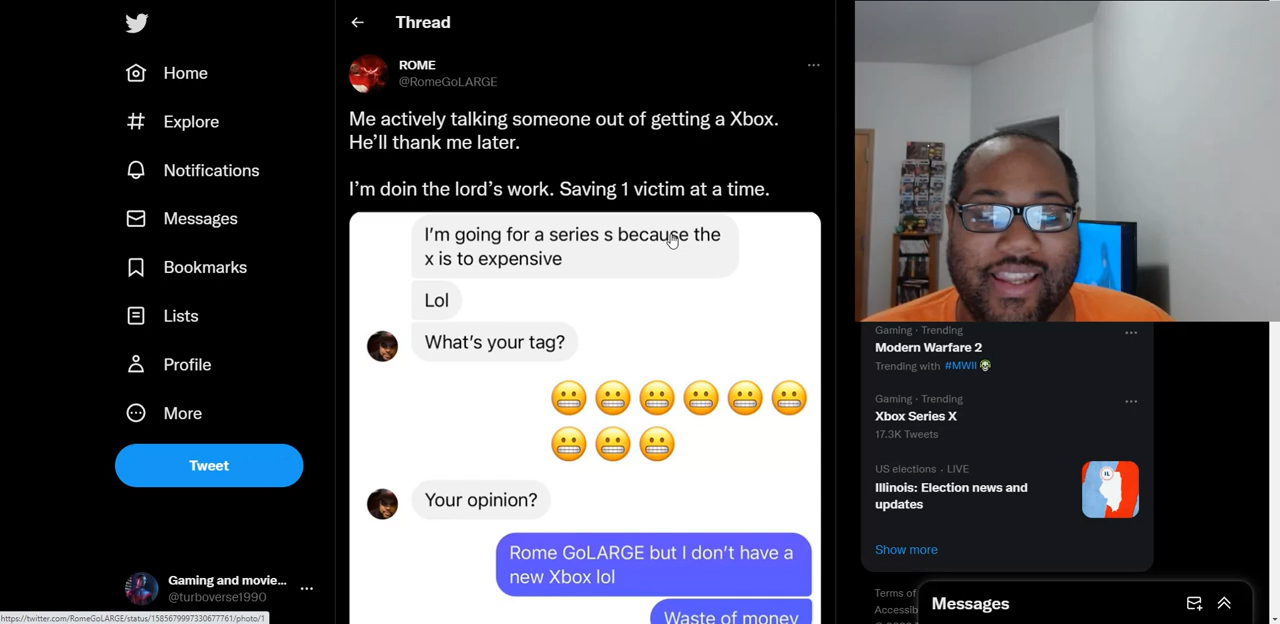 Thread
Home
Explore
Notifications
Messages
Bookmarks
Lists
Profile
More
Tweet
Gaming and movie...
@turboverse1990
https://twitter.com/RomeGoLARGE/status/1585679997330677761/photo/1
ROME
@RomeGoLARGE
Me actively talking someone out of getting a Xbox.
He’ll thank me later.
I’m doin the lord’s work. Saving 1 victim at a time.
I’m going for a series s because the
x is to expensive
Lol
What’s your tag?
😬😬😬😬😬😬
😬😬😬
Your opinion?
Rome GoLARGE but I don’t have a
new Xbox lol
Waste of money
Gaming · Trending
Modern Warfare 2
Trending with #MWII
Gaming · Trending
Xbox Series X
17.3K Tweets
US elections · LIVE
Illinois: Election news and
updates
Show more
Terms of
Accessib
Messages